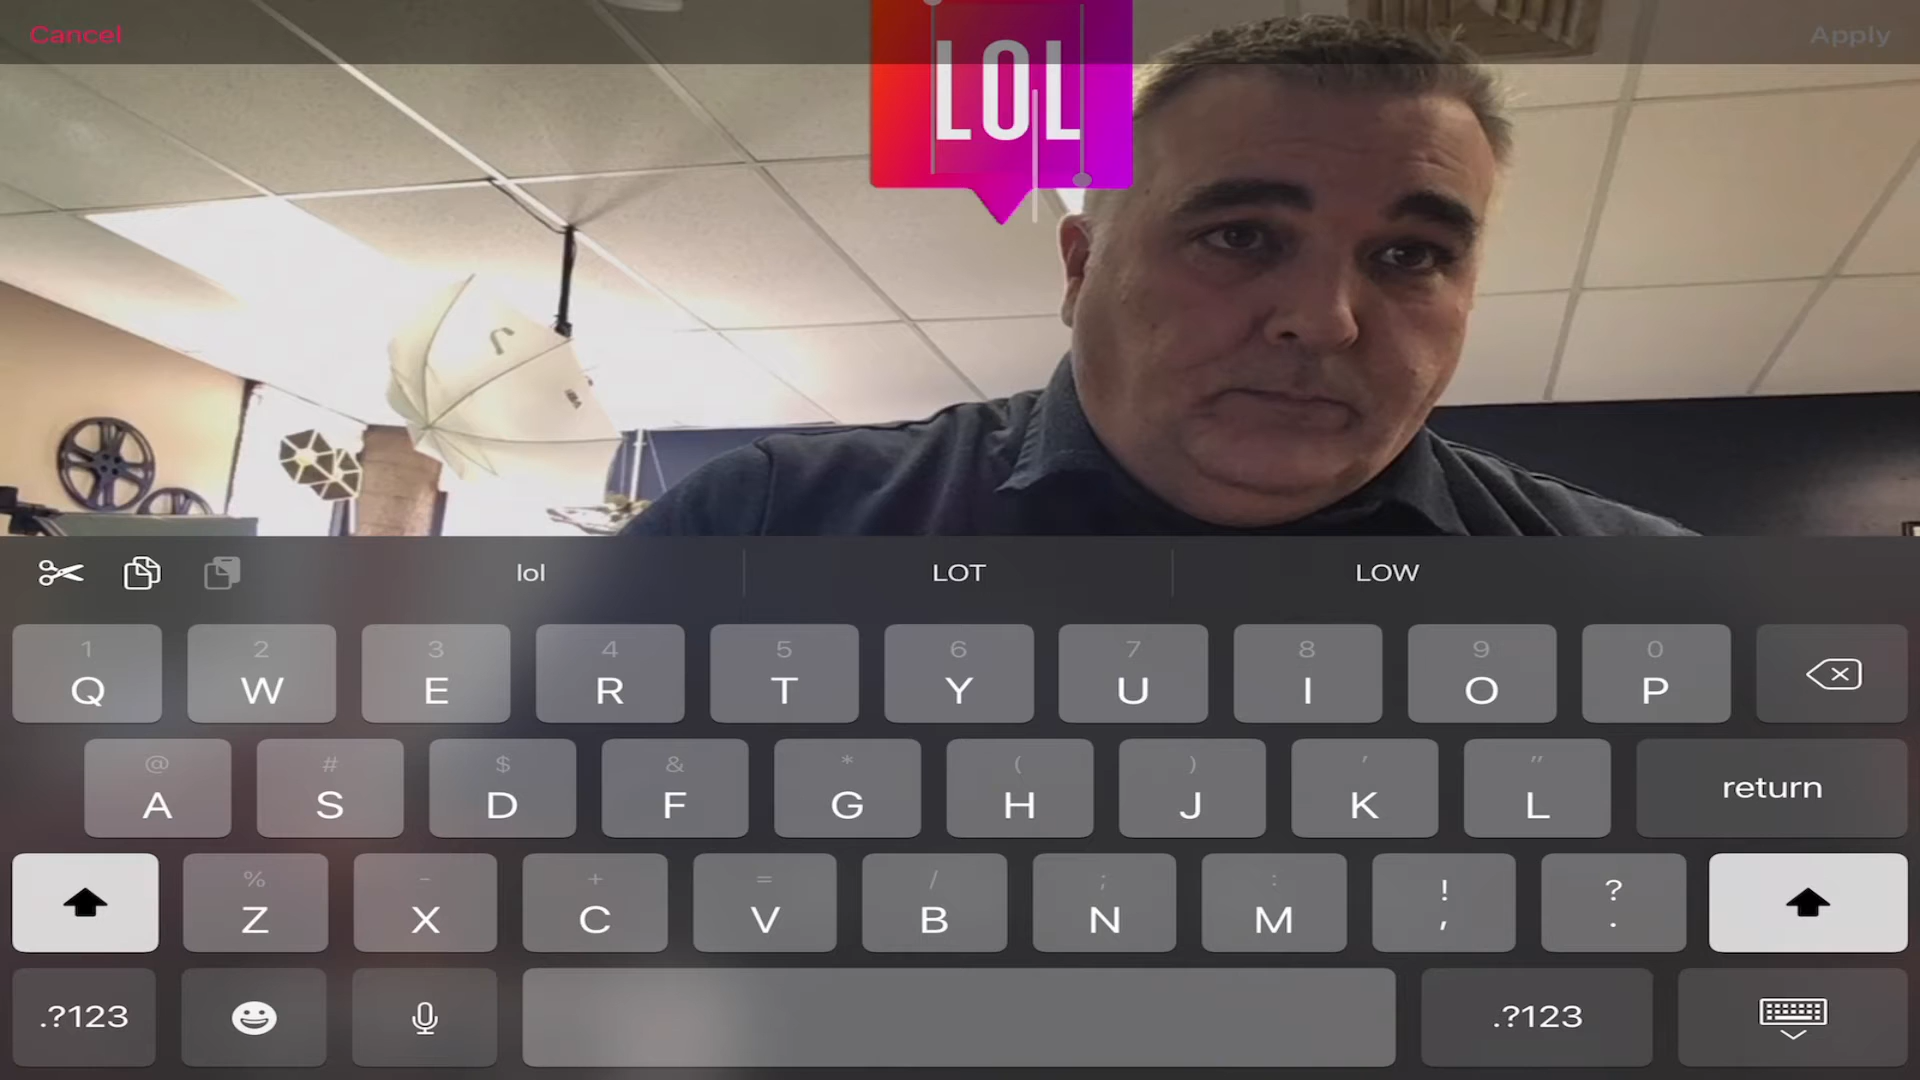 Cancel
Apply
LOL
lol
LOT
LOW
1 2 3 4 5 6 7 8 9 0
Q W E R T Y U I O P
@ # $ & * ( ) ' "
A S D F G H J K L return
% - + = / ; : ! ?
Z X C V B N M , .
.?123 .?123